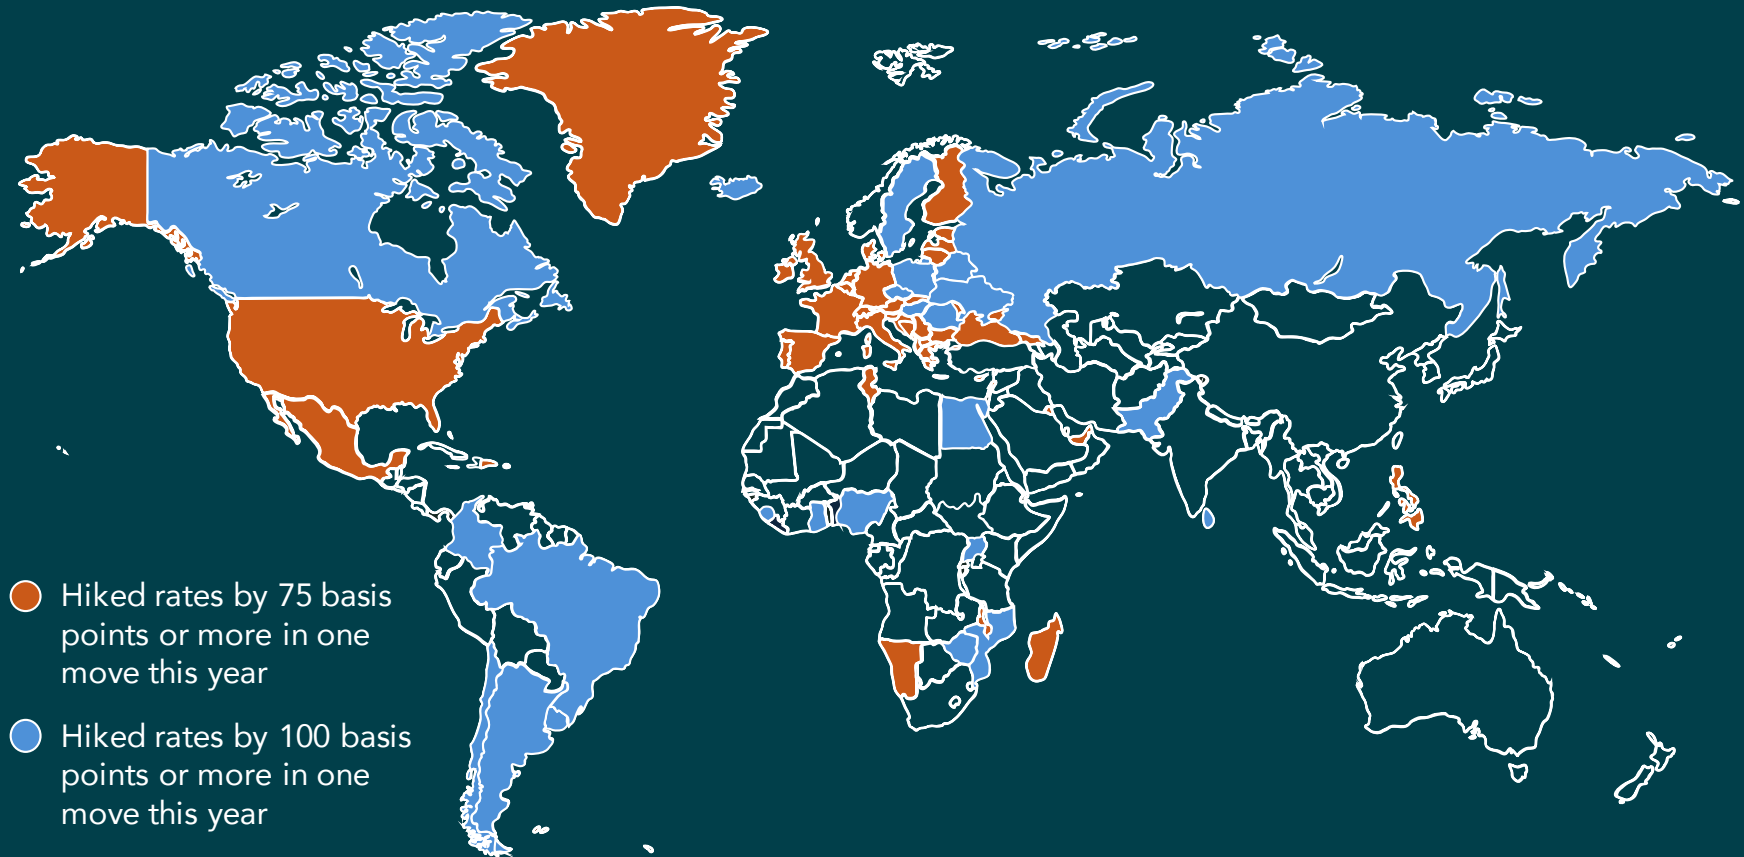 Hiked rates by 75 basis
points or more in one
move this year
Hiked rates by 100 basis
points or more in one
move this year